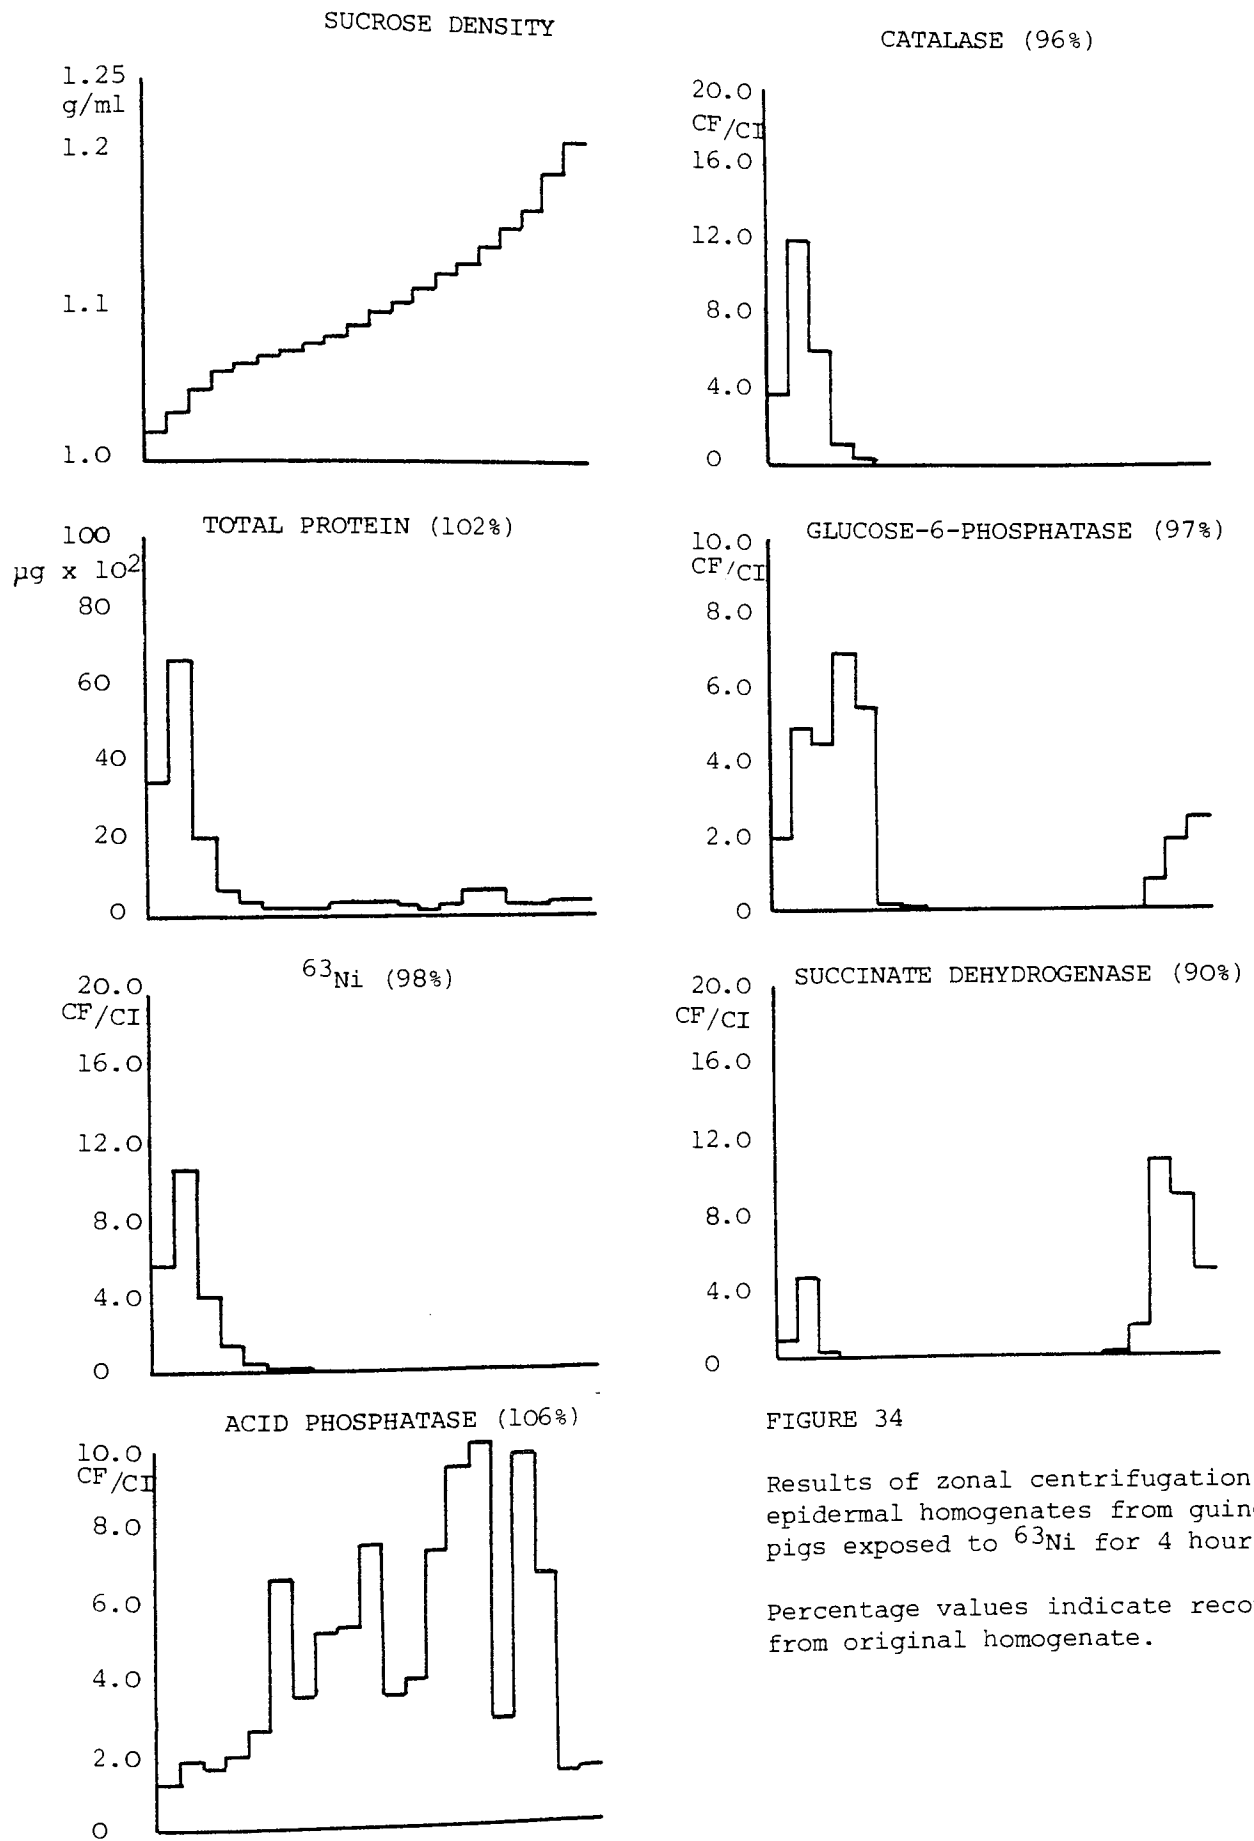 SUCROSE DENSITY
1.25
g/ml
1.2
1.1
1.0
CATALASE (96%)
20.0
CF/CI
16.0
12.0
8.0
4.0
0
TOTAL PROTEIN (102%)
100
µg x 10²
80
60
40
20
0
GLUCOSE-6-PHOSPHATASE (97%)
10.0
CF/CI
8.0
6.0
4.0
2.0
0
⁶³Ni (98%)
20.0
CF/CI
16.0
12.0
8.0
4.0
0
SUCCINATE DEHYDROGENASE (90%)
20.0
CF/CI
16.0
12.0
8.0
4.0
0
ACID PHOSPHATASE (106%)
10.0
CF/CI
8.0
6.0
4.0
2.0
0
FIGURE 34
Results of zonal centrifugation
epidermal homogenates from guin
pigs exposed to ⁶³Ni for 4 hour
Percentage values indicate reco
from original homogenate.